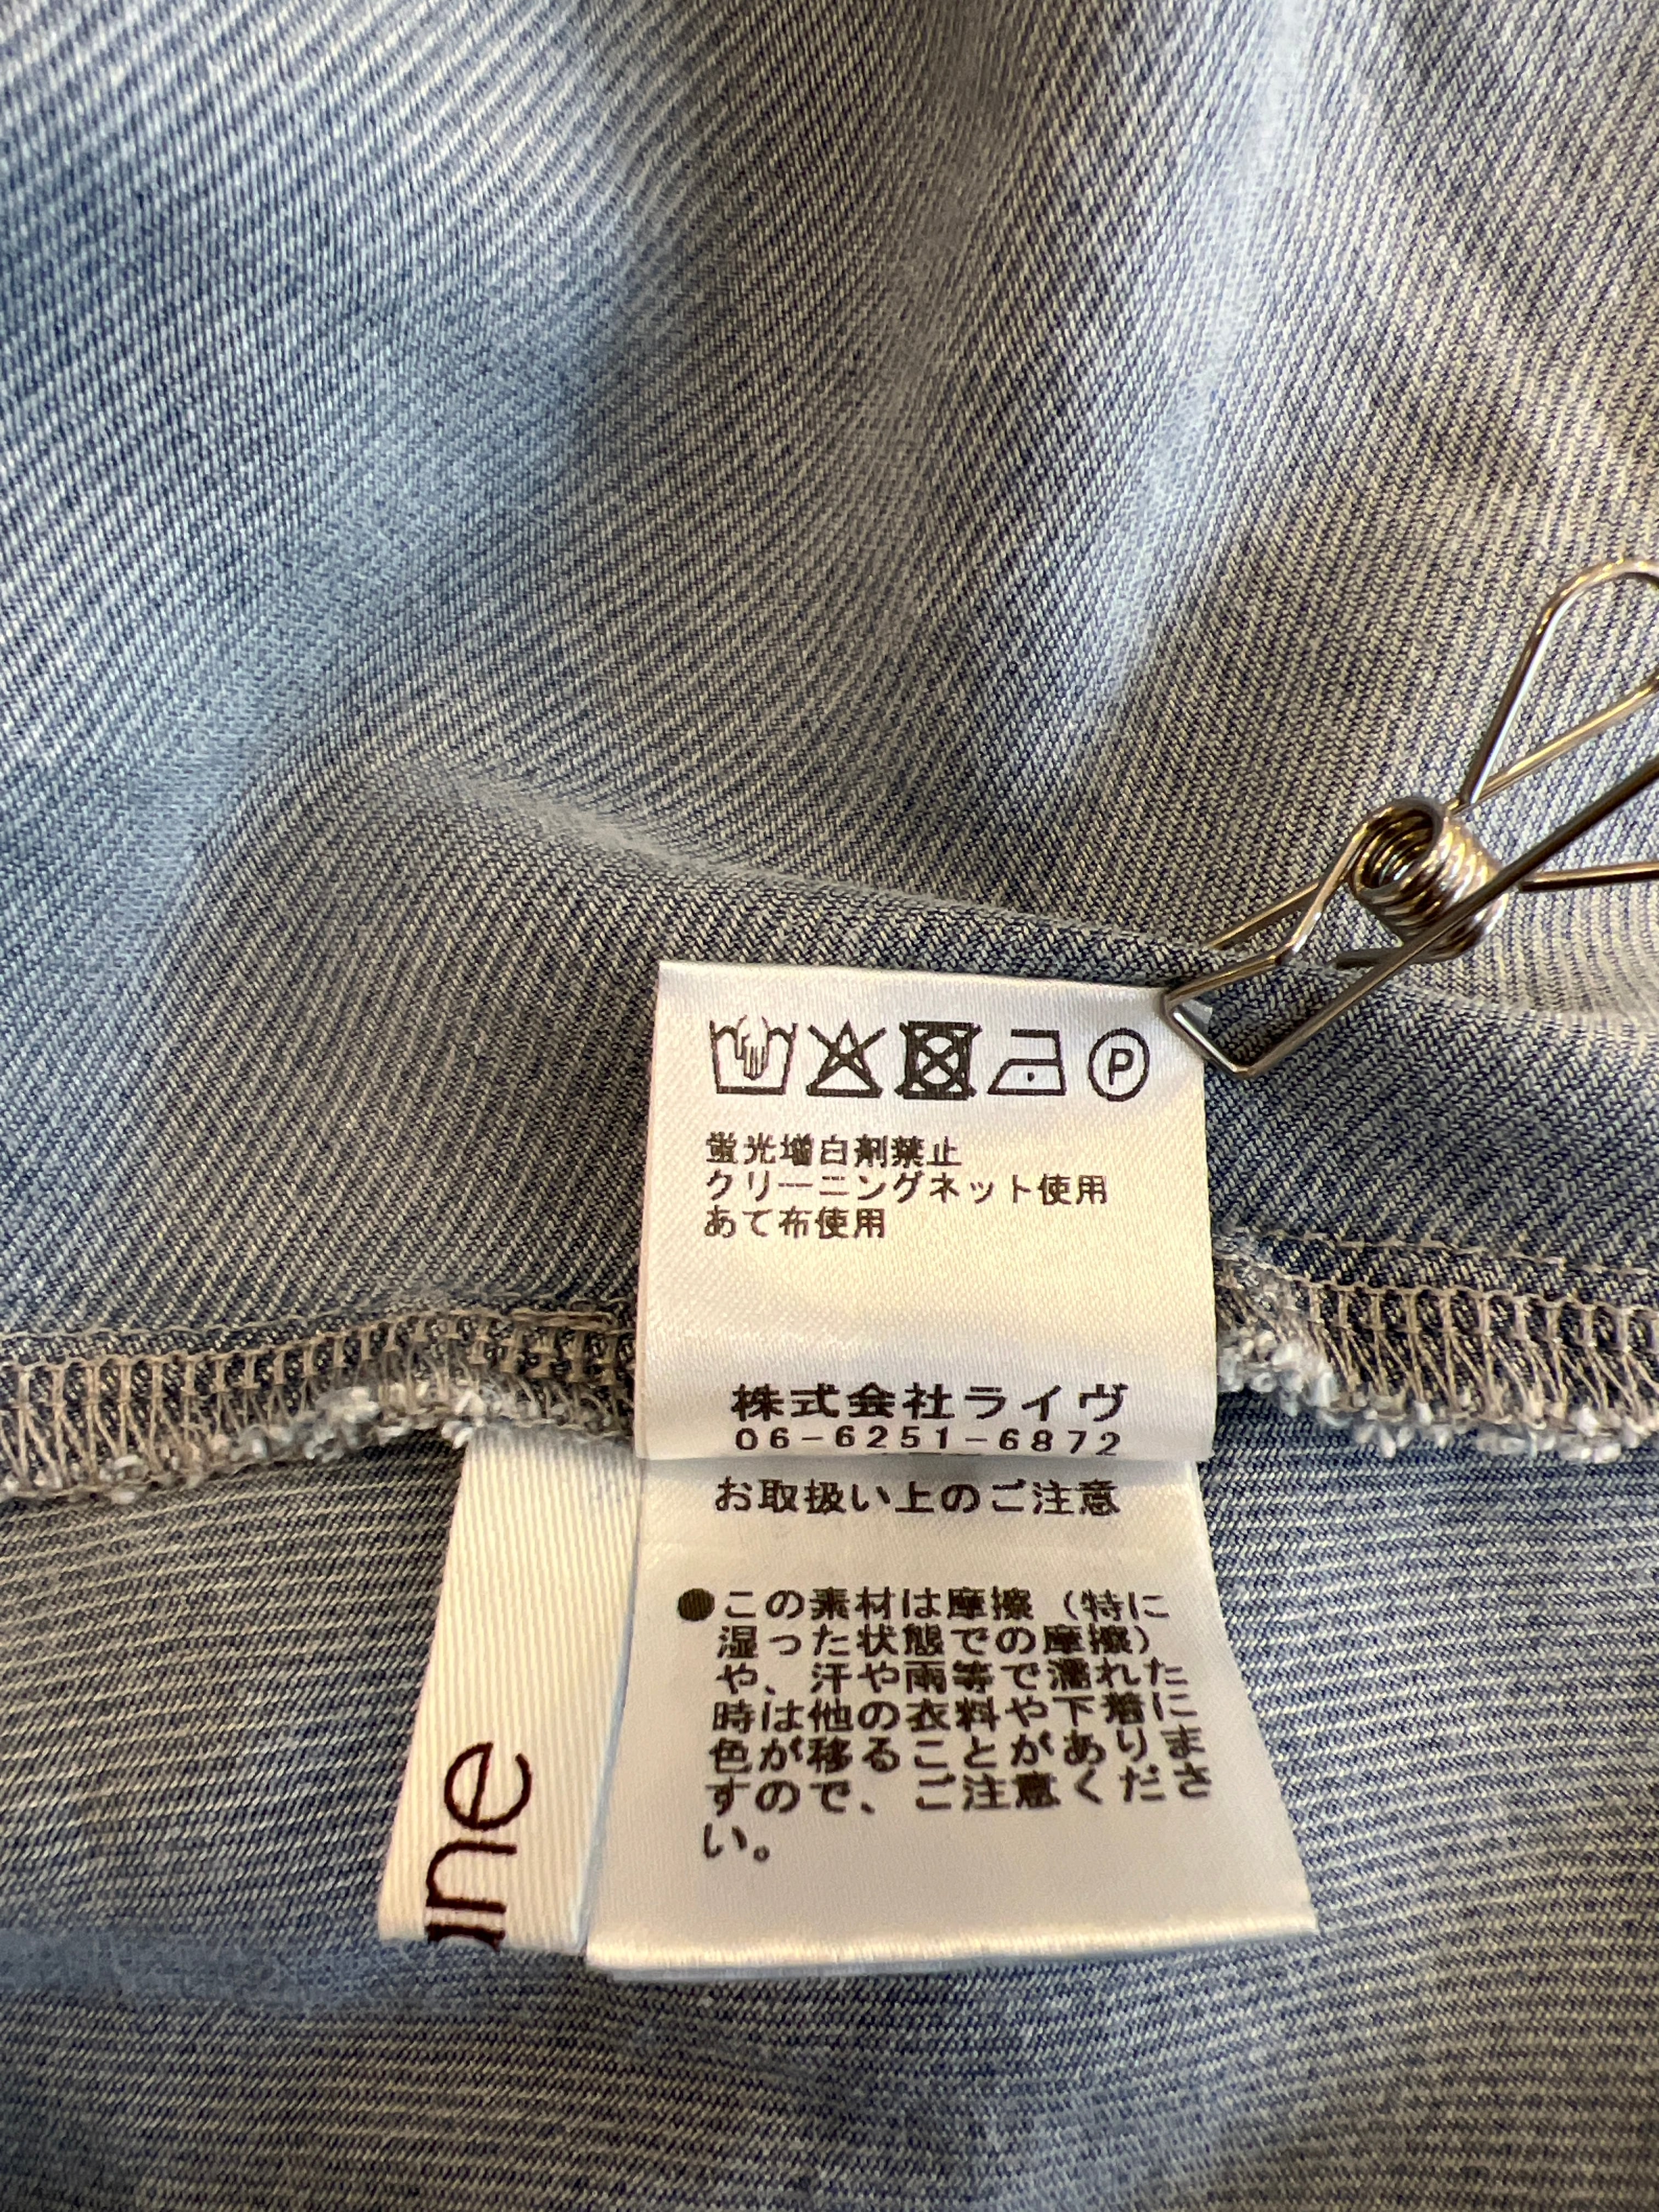 P
蛍光増白剤禁止
クリーニングネット使用
あて布使用
株式会社ライヴ
06-6251-6872
お取扱い上のご注意
●この素材は摩擦（特に
湿った状態での摩擦）
や、汗や雨等で濡れた
時は他の衣料や下着に
色が移ることがありま
すので、ご注意くださ
い。